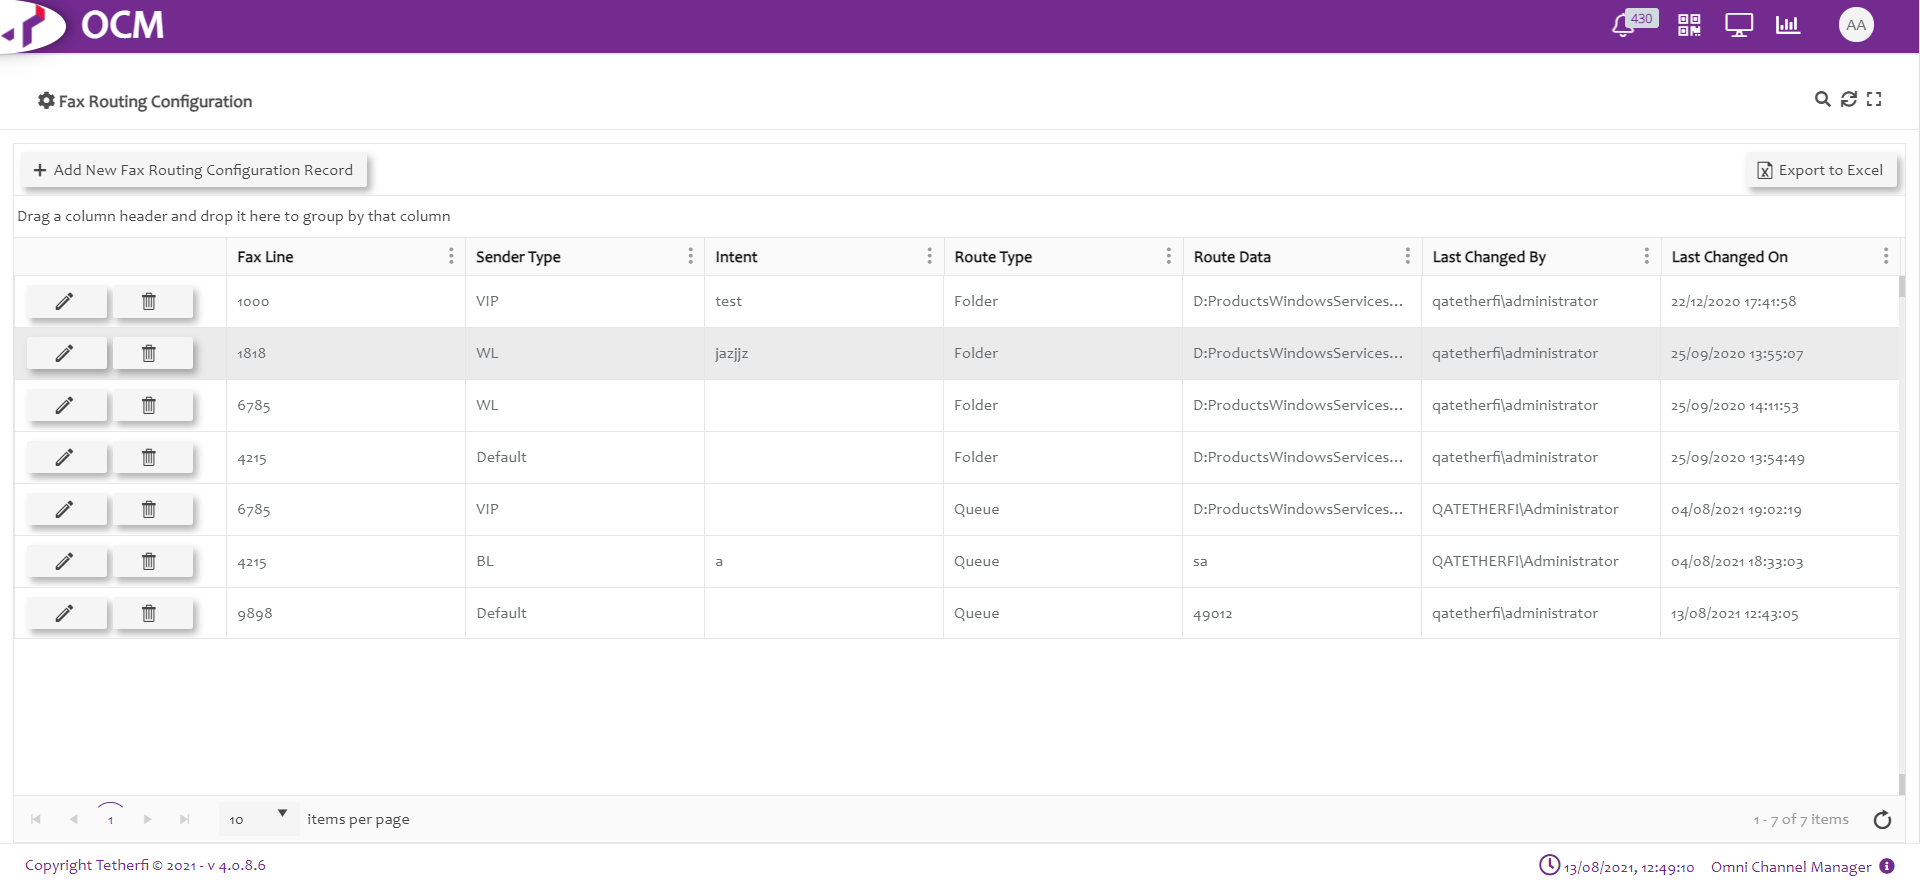 OCM
430
AA
Fax Routing Configuration
Add New Fax Routing Configuration Record
Export to Excel
Drag a column header and drop it here to group by that column
Fax Line Sender Type Intent Route Type Route Data Last Changed By Last Changed On
1000 VIP test Folder D:ProductsWindowsServices... qatetherfi\administrator 22/12/2020 17:41:58
1818 WL jazjjz Folder D:ProductsWindowsServices... qatetherfi\administrator 25/09/2020 13:55:07
6785 WL Folder D:ProductsWindowsServices... qatetherfi\administrator 25/09/2020 14:11:53
4215 Default Folder D:ProductsWindowsServices... qatetherfi\administrator 25/09/2020 13:54:49
6785 VIP Queue D:ProductsWindowsServices... QATETHERFI\Administrator 04/08/2021 19:02:19
4215 BL a Queue sa QATETHERFI\Administrator 04/08/2021 18:33:03
9898 Default Queue 49012 qatetherfi\administrator 13/08/2021 12:43:05
1 10 items per page 1 - 7 of 7 items
Copyright Tetherfi © 2021 - v 4.0.8.6 13/08/2021, 12:49:10 Omni Channel Manager